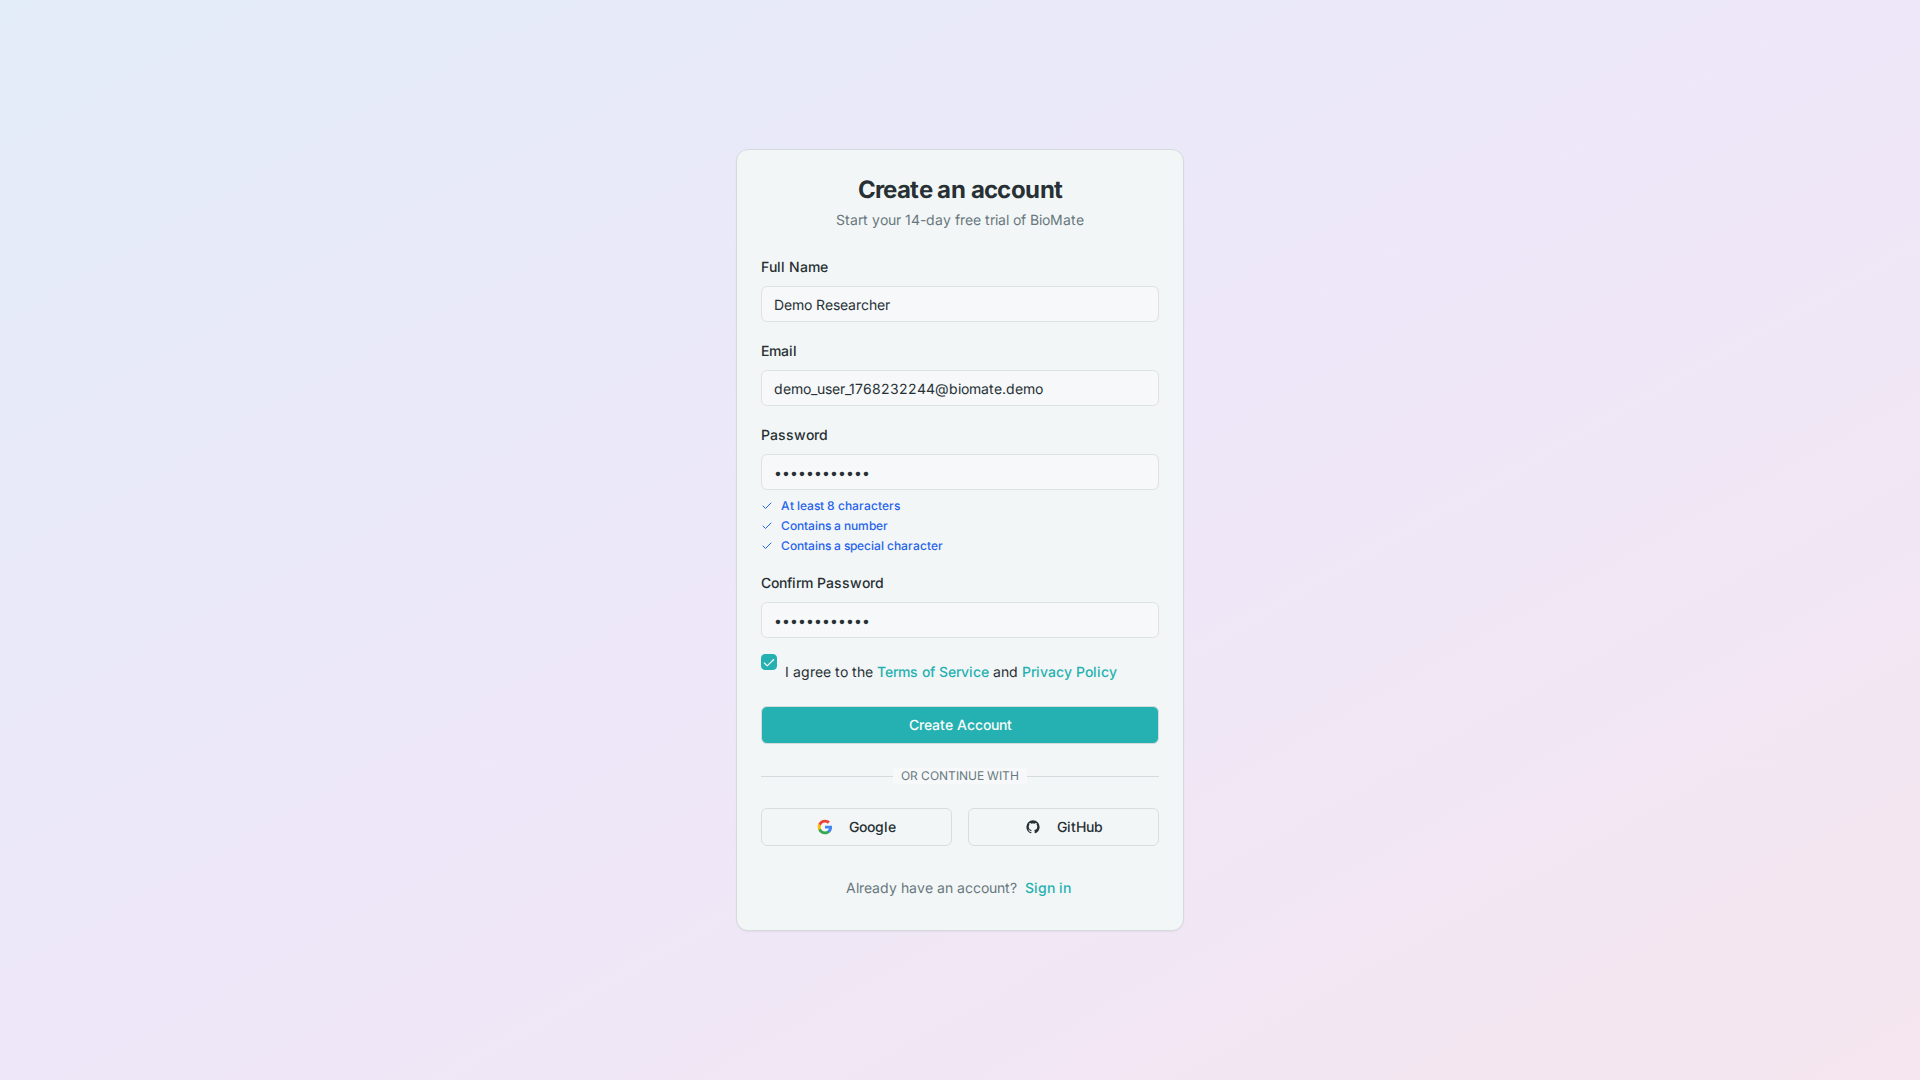 Create an account
Start your 14-day free trial of BioMate
Full Name
Demo Researcher
Email
demo_user_1768232244@biomate.demo
Password
••••••••••••
At least 8 characters
Contains a number
Contains a special character
Confirm Password
••••••••••••
I agree to the Terms of Service and Privacy Policy
Create Account
OR CONTINUE WITH
Google GitHub
Already have an account? Sign in